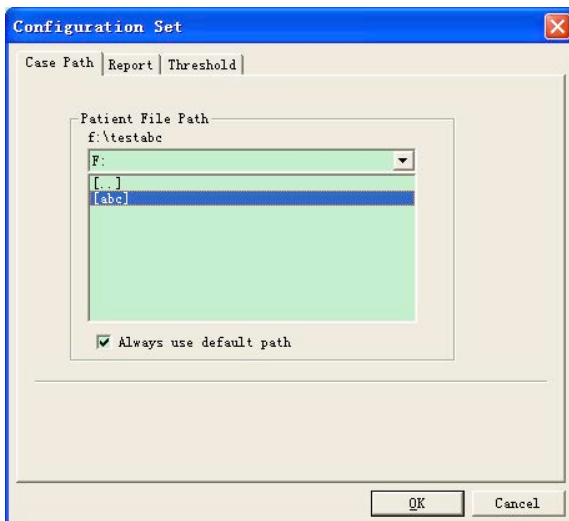 Configuration Set
Case Path Report Threshold
Patient File Path
f:\testabc
F:
[..]
[abc]
Always use default path
OK Cancel